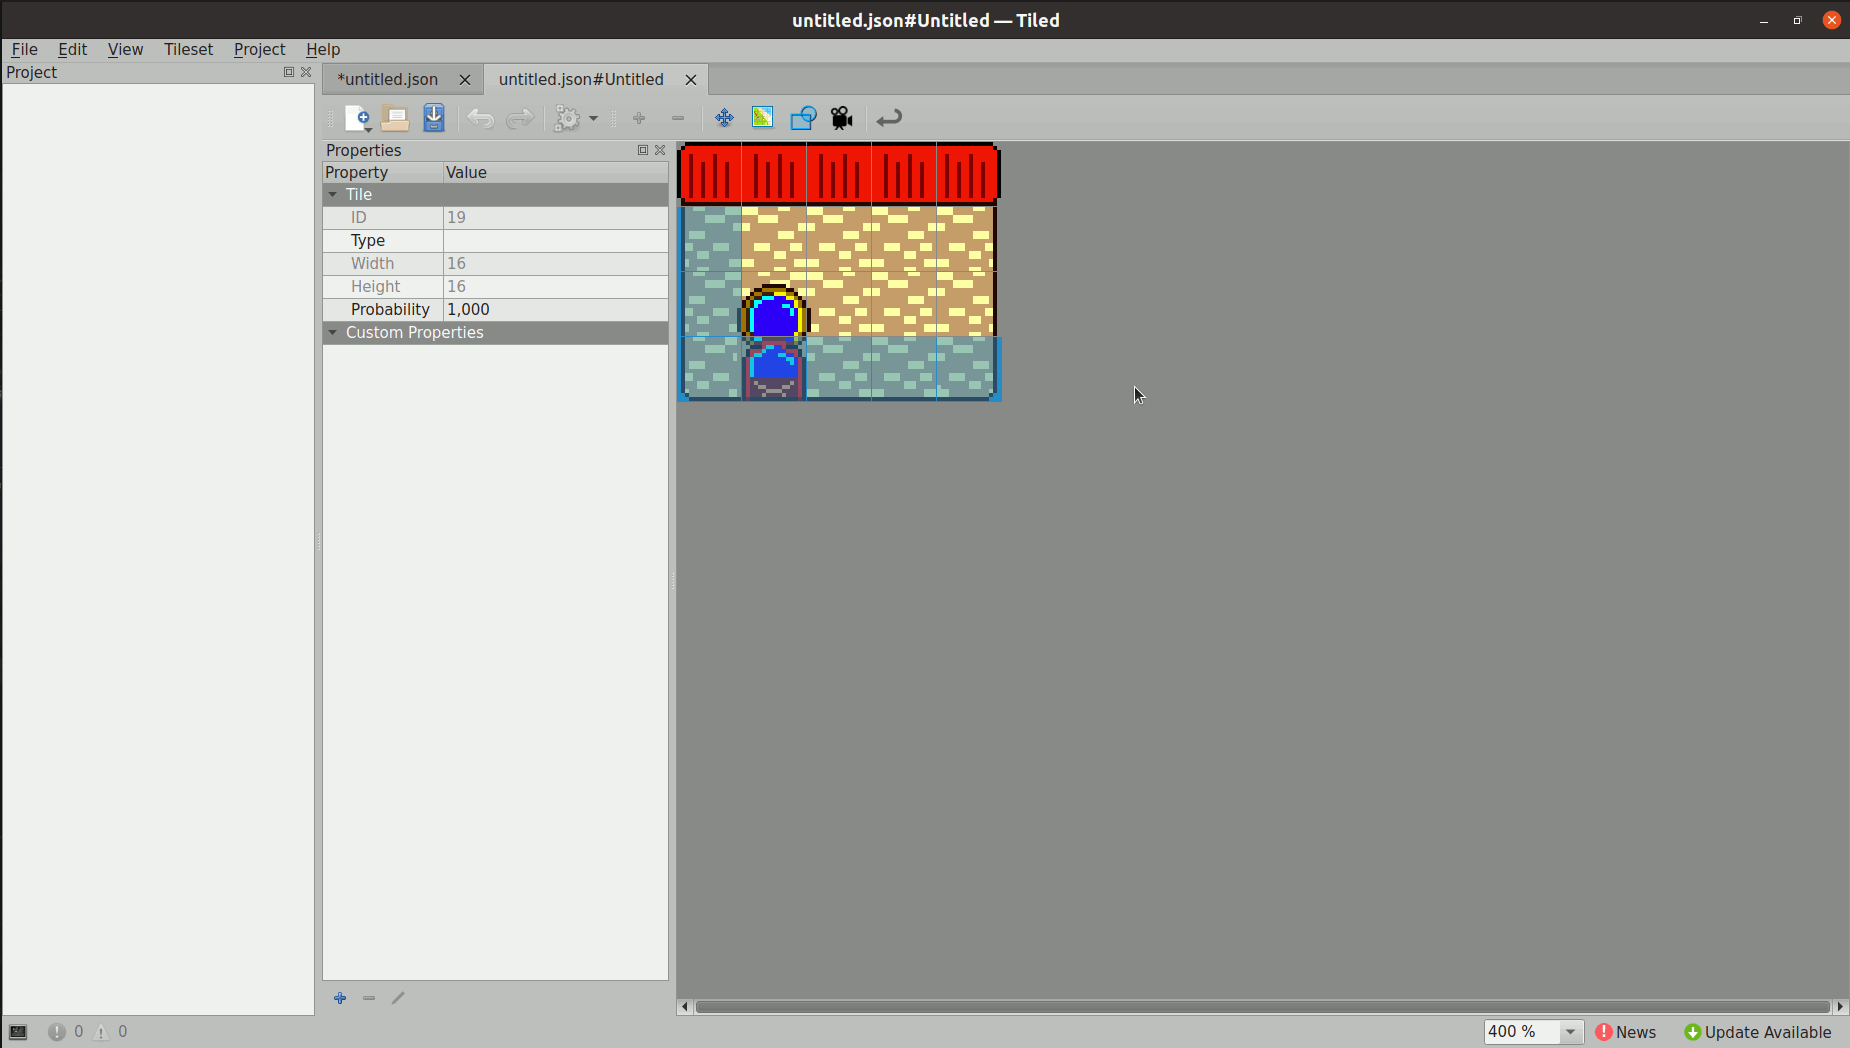 untitled.json#Untitled — Tiled
File Edit View Tileset Project Help
Project
*untitled.json untitled.json#Untitled
Properties
Property Value
Tile
ID 19
Type
Width 16
Height 16
Probability 1,000
Custom Properties
0 0 400 % News Update Available